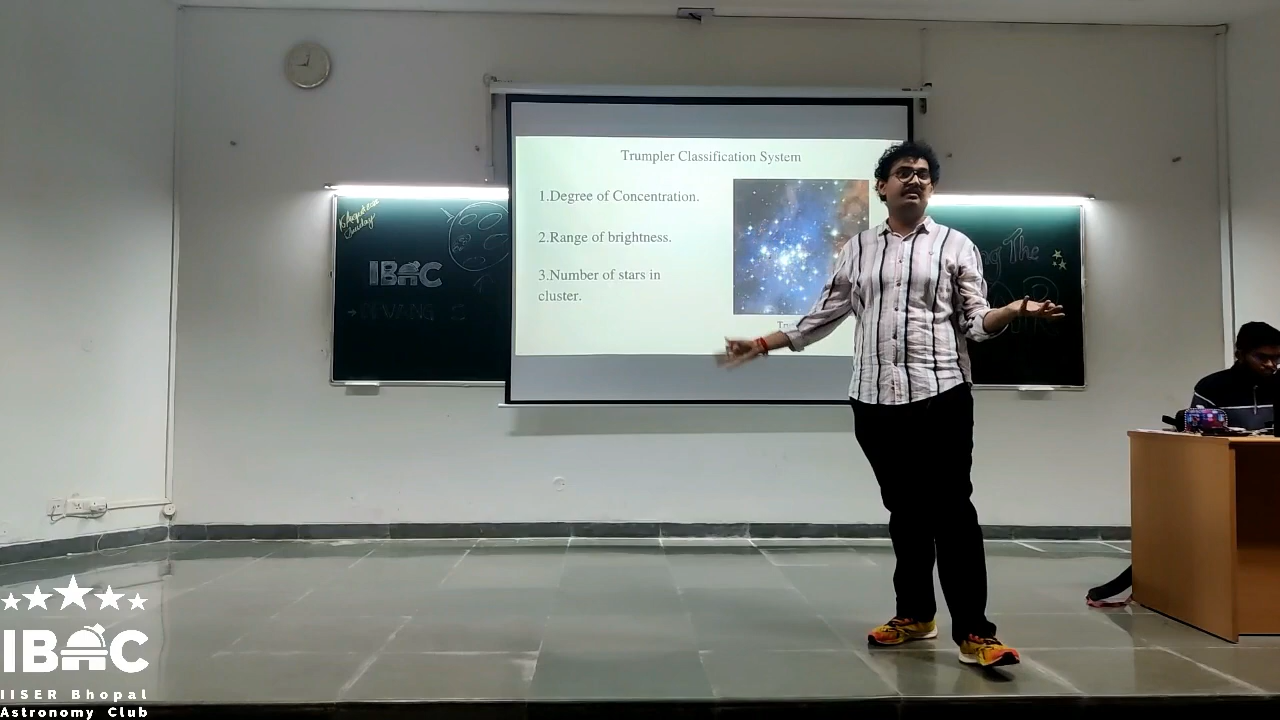 Trumpler Classification System
1.Degree of Concentration.
2.Range of brightness.
3.Number of stars in
cluster.
IBAC
IBAC
IISER Bhopal
Astronomy Club